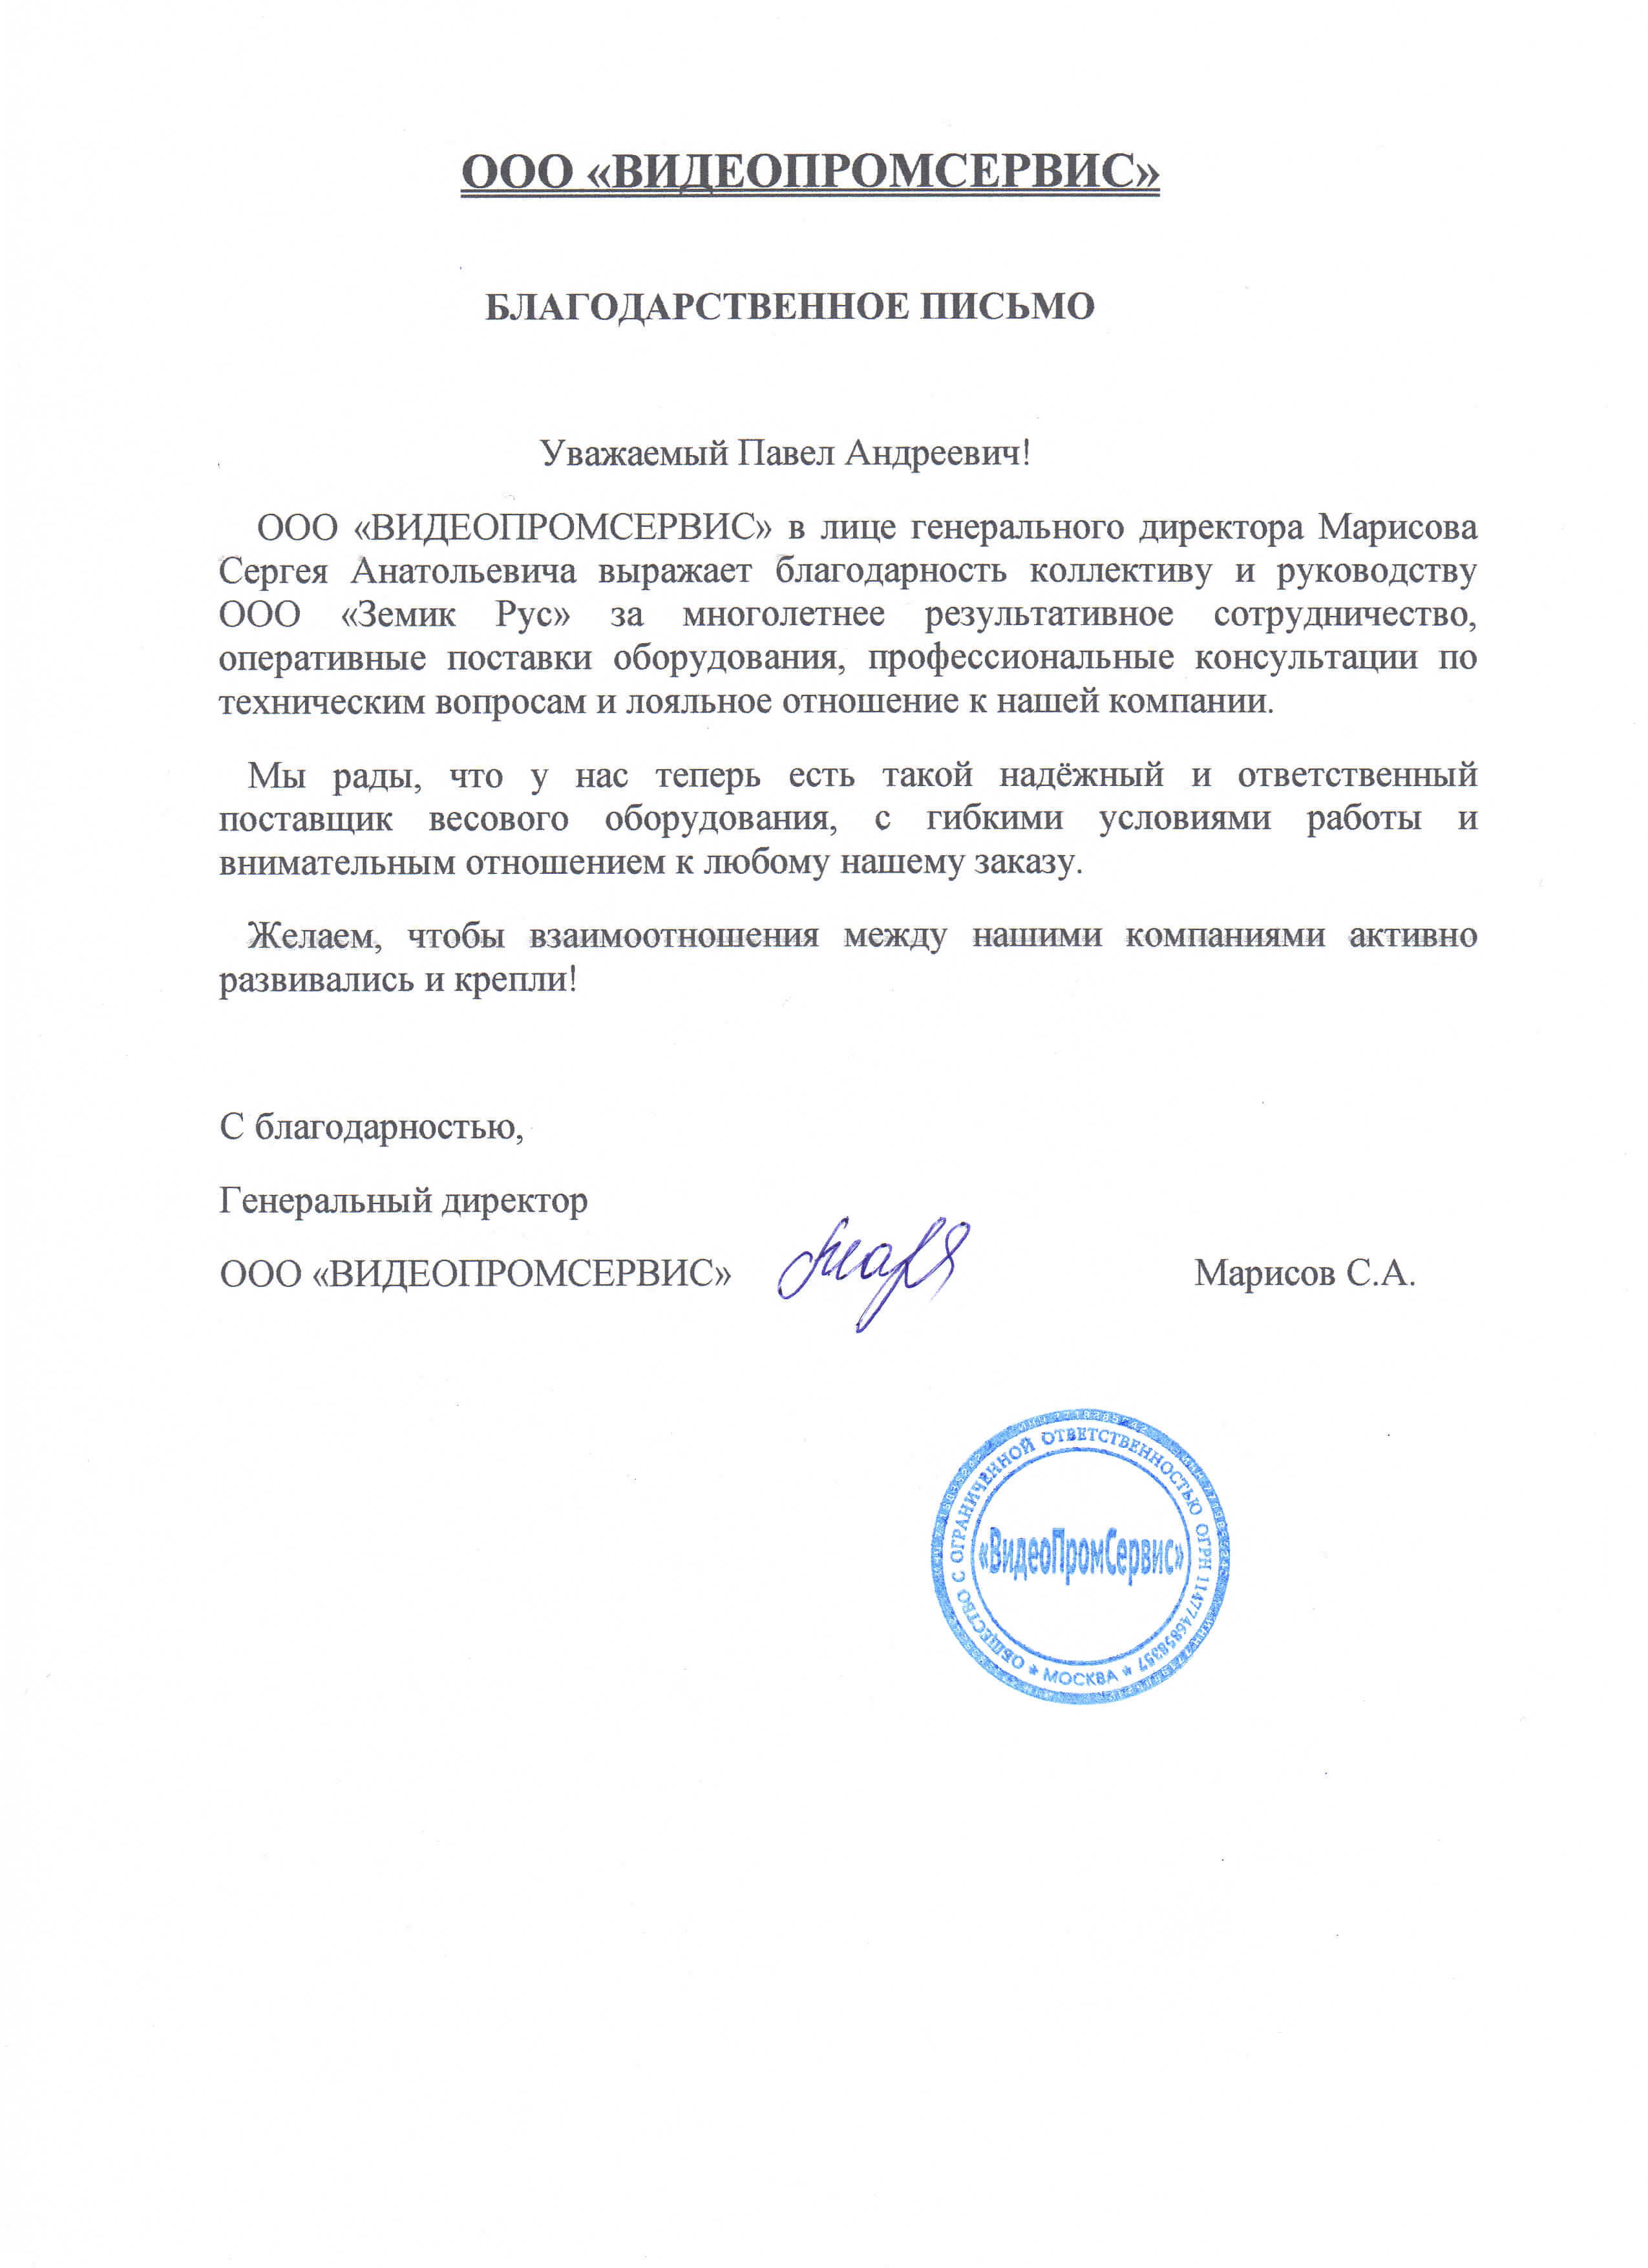 ООО «ВИДЕОПРОМСЕРВИС»
БЛАГОДАРСТВЕННОЕ ПИСЬМО
Уважаемый Павел Андреевич!
ООО «ВИДЕОПРОМСЕРВИС» в лице генерального директора Марисова
Сергея Анатольевича выражает благодарность коллективу и руководству
ООО «Земик Рус» за многолетнее результативное сотрудничество,
оперативные поставки оборудования, профессиональные консультации по
техническим вопросам и лояльное отношение к нашей компании.
Мы рады, что у нас теперь есть такой надёжный и ответственный
поставщик весового оборудования, с гибкими условиями работы и
внимательным отношением к любому нашему заказу.
Желаем, чтобы взаимоотношения между нашими компаниями активно
развивались и крепли!
С благодарностью,
Генеральный директор
ООО «ВИДЕОПРОМСЕРВИС» Марисов С.А.
ОБЩЕСТВО С ОГРАНИЧЕННОЙ ОТВЕТСТВЕННОСТЬЮ ОГРН 1147746858357
«ВидеоПромСервис»
* МОСКВА *